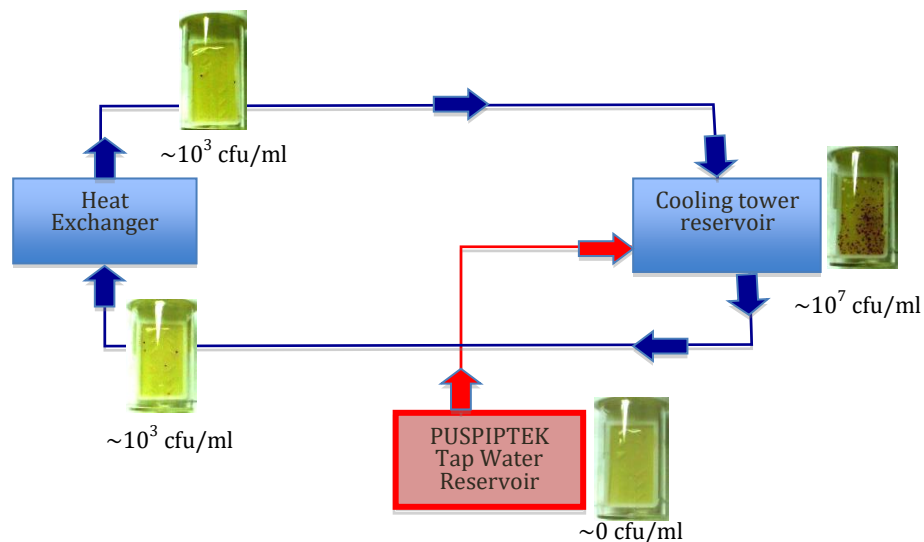 ~10³ cfu/ml
Heat
Exchanger
Cooling tower
reservoir
~10⁷ cfu/ml
~10³ cfu/ml
PUSPIPTEK
Tap Water
Reservoir
~0 cfu/ml